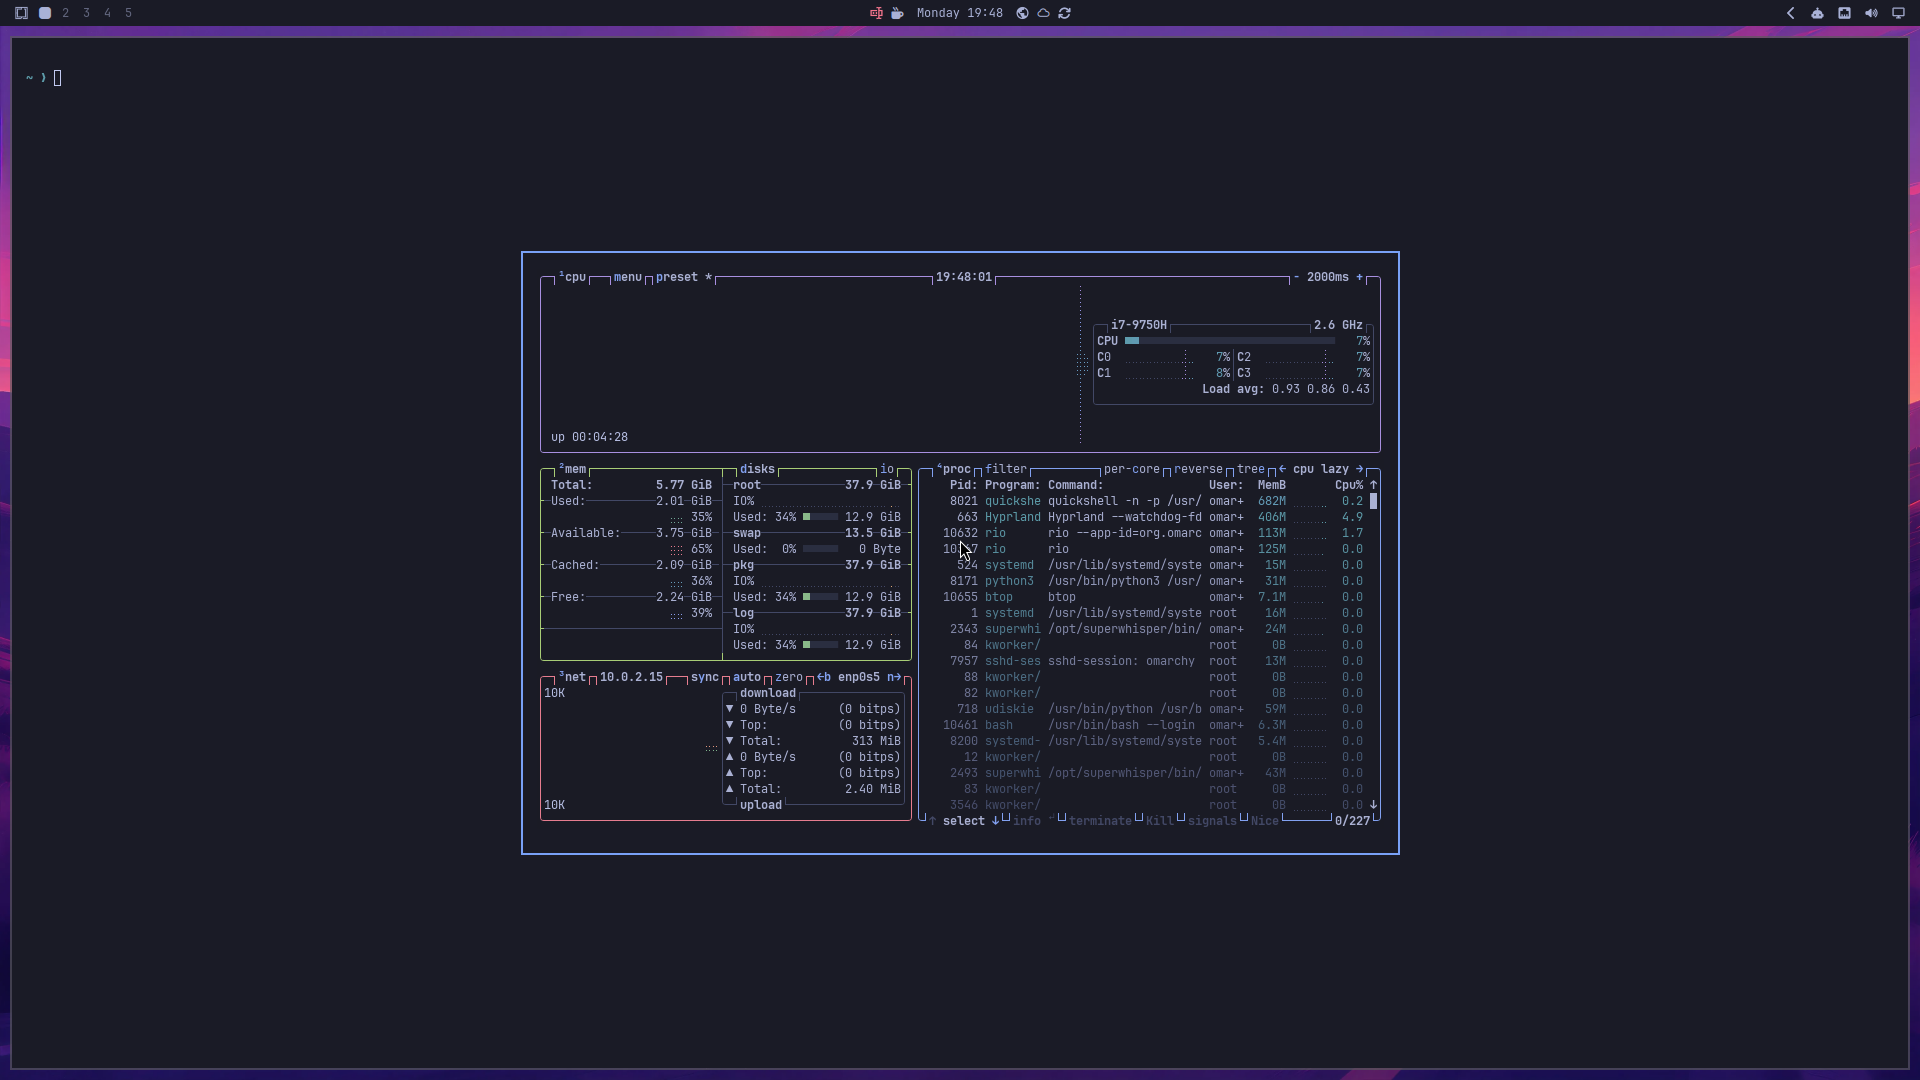 2 3 4 5
Monday 19:48
~ ❯
¹cpu menu preset * 19:48:01 - 2000ms +
i7-9750H 2.6 GHz
CPU 7%
C0 7% C2 7%
C1 8% C3 7%
Load avg: 0.93 0.86 0.43
up 00:04:28
²mem
Total: 5.77 GiB
Used: 2.01 GiB
35%
Available: 3.75 GiB
65%
Cached: 2.09 GiB
36%
Free: 2.24 GiB
39%
disks io
root 37.9 GiB
IO%
Used: 34% 12.9 GiB
swap 13.5 GiB
Used: 0% 0 Byte
pkg 37.9 GiB
IO%
Used: 34% 12.9 GiB
log 37.9 GiB
IO%
Used: 34% 12.9 GiB
³net 10.0.2.15 sync auto zero ←b enp0s5 n→
10K
download
▼ 0 Byte/s (0 bitps)
▼ Top: (0 bitps)
▼ Total: 313 MiB
▲ 0 Byte/s (0 bitps)
▲ Top: (0 bitps)
▲ Total: 2.40 MiB
10K
upload
⁴proc filter per-core reverse tree ← cpu lazy →
Pid: Program: Command: User: MemB Cpu% ↑
8021 quickshe quickshell -n -p /usr/ omar+ 682M 0.2
663 Hyprland Hyprland --watchdog-fd omar+ 406M 4.9
10632 rio rio --app-id=org.omarc omar+ 113M 1.7
rio rio omar+ 125M 0.0
524 systemd /usr/lib/systemd/syste omar+ 15M 0.0
8171 python3 /usr/bin/python3 /usr/ omar+ 31M 0.0
10655 btop btop omar+ 7.1M 0.0
1 systemd /usr/lib/systemd/syste root 16M 0.0
2343 superwhi /opt/superwhisper/bin/ omar+ 24M 0.0
84 kworker/ root 0B 0.0
7957 sshd-ses sshd-session: omarchy root 13M 0.0
88 kworker/ root 0B 0.0
82 kworker/ root 0B 0.0
718 udiskie /usr/bin/python /usr/b omar+ 59M 0.0
10461 bash /usr/bin/bash --login omar+ 6.3M 0.0
8200 systemd- /usr/lib/systemd/syste root 5.4M 0.0
12 kworker/ root 0B 0.0
2493 superwhi /opt/superwhisper/bin/ omar+ 43M 0.0
83 kworker/ root 0B 0.0
3546 kworker/ root 0B 0.0 ↓
↑ select ↓ info ↵ terminate Kill signals Nice 0/227